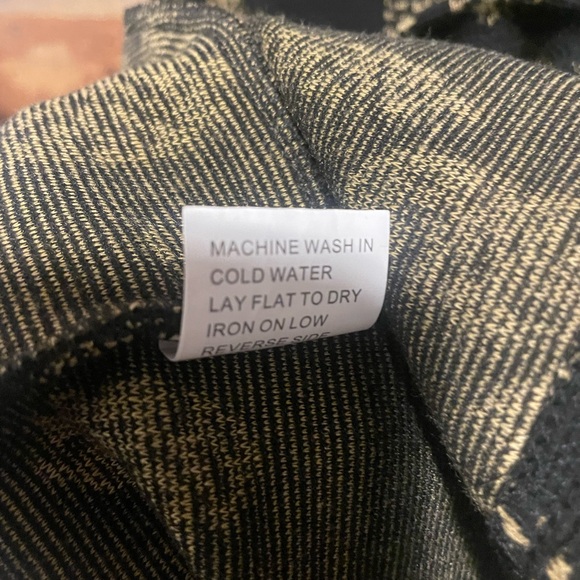 MACHINE WASH IN
COLD WATER
LAY FLAT TO DRY
IRON ON LOW
REVERSE SIDE